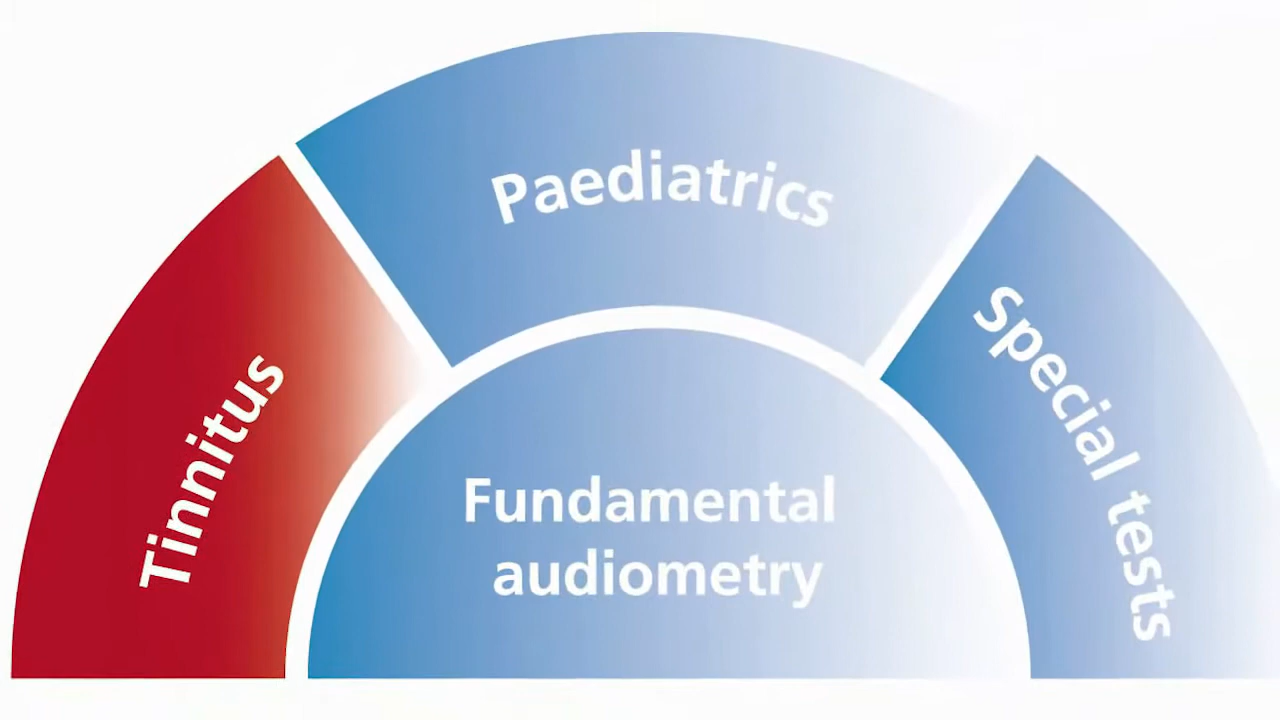 Paediatrics
Tinnitus
Special tests
Fundamental
audiometry